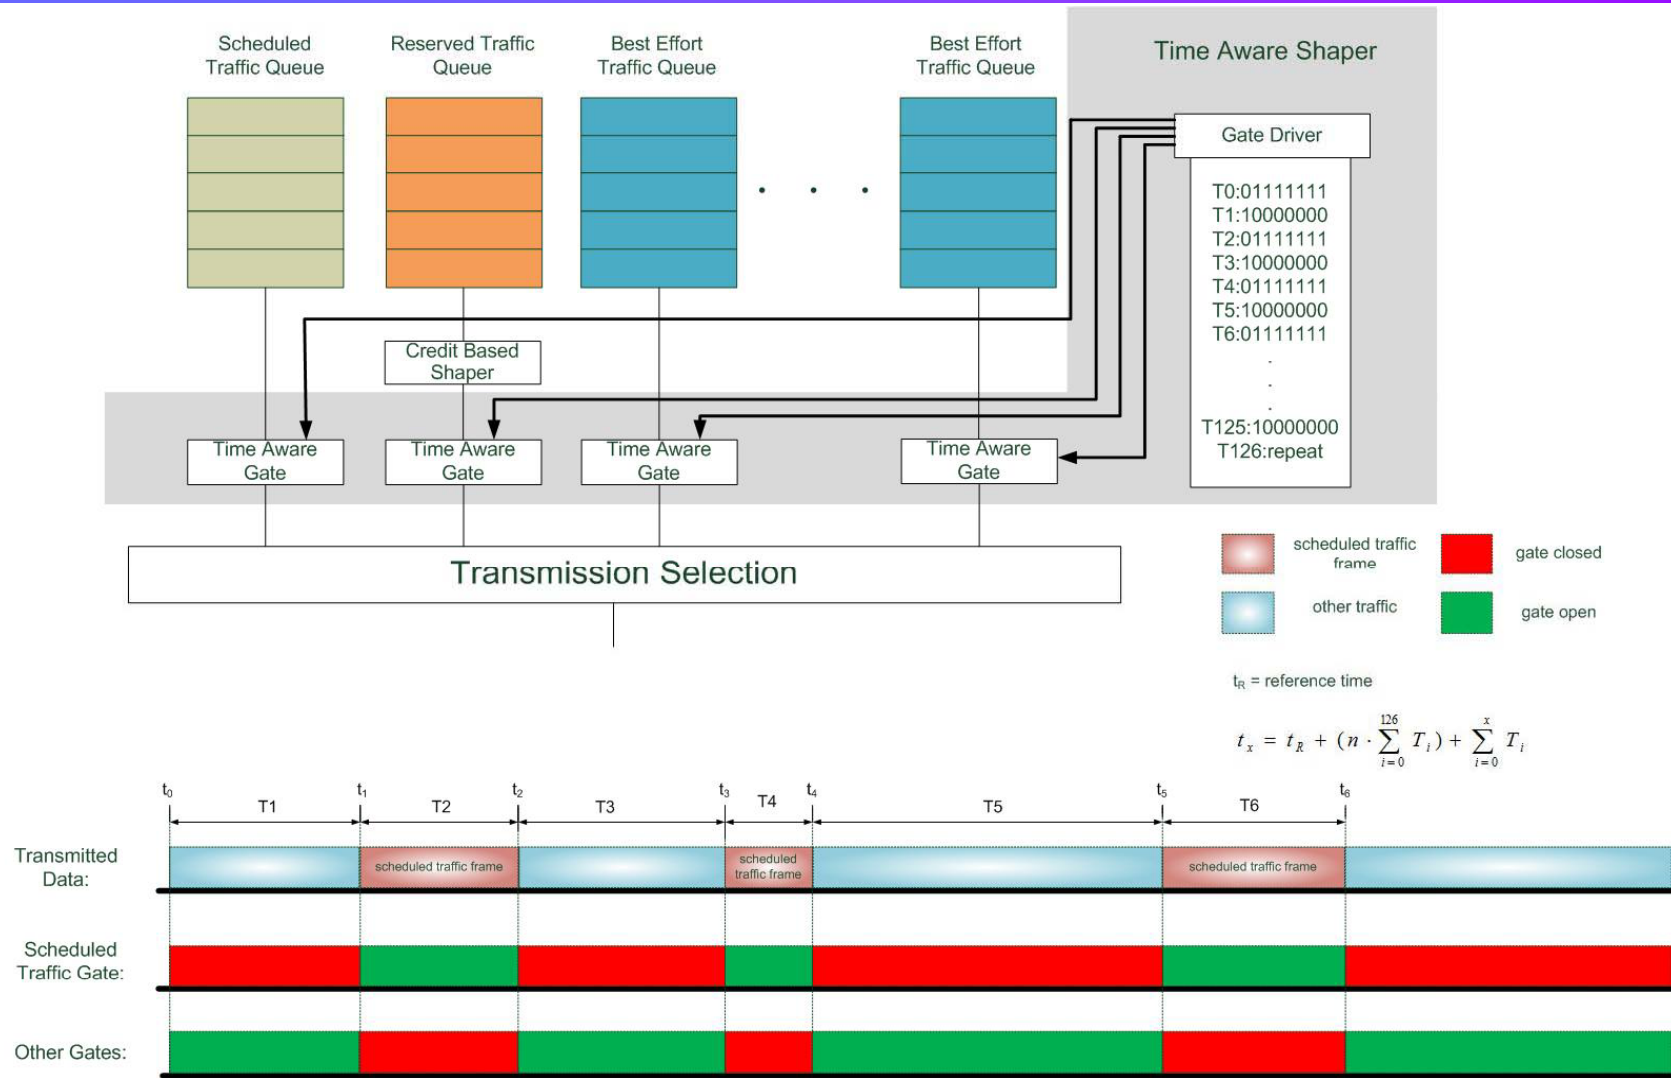 Scheduled
Traffic Queue
Reserved Traffic
Queue
Best Effort
Traffic Queue
Best Effort
Traffic Queue
Time Aware Shaper
Gate Driver
T0:01111111
T1:10000000
T2:01111111
T3:10000000
T4:01111111
T5:10000000
T6:01111111
.
.
.
T125:10000000
T126:repeat
. . .
Credit Based
Shaper
Time Aware
Gate
Time Aware
Gate
Time Aware
Gate
Time Aware
Gate
Transmission Selection
scheduled traffic
frame
gate closed
other traffic
gate open
tR = reference time
tx = tR + (n · ∑_{i=0}^{126} Ti) + ∑_{i=0}^{x} Ti
t0 t1 t2 t3 t4 t5 t6
T1 T2 T3 T4 T5 T6
Transmitted
Data:
scheduled traffic frame
scheduled
traffic frame
scheduled traffic frame
Scheduled
Traffic Gate:
Other Gates: